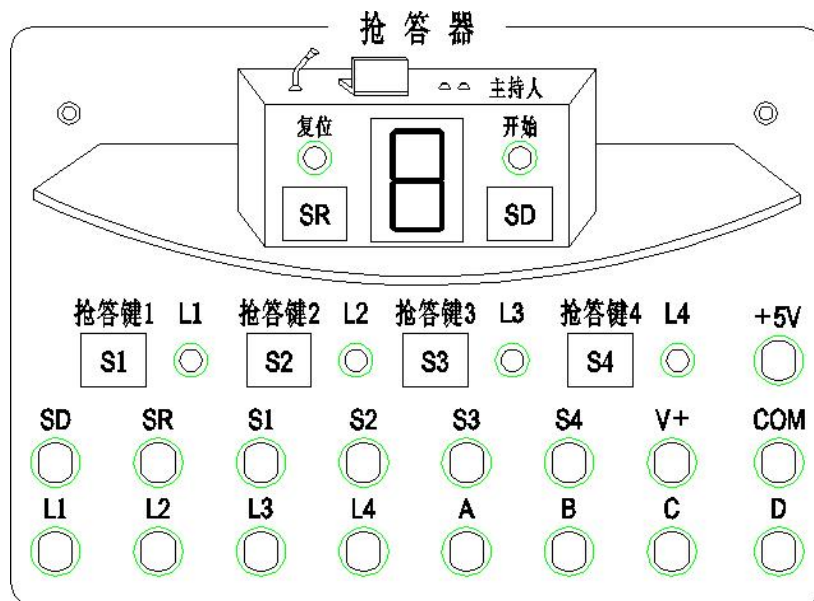 抢答器
主持人
复位 开始
SR SD
抢答键1 L1 抢答键2 L2 抢答键3 L3 抢答键4 L4 +5V
S1 S2 S3 S4
SD SR S1 S2 S3 S4 V+ COM
L1 L2 L3 L4 A B C D